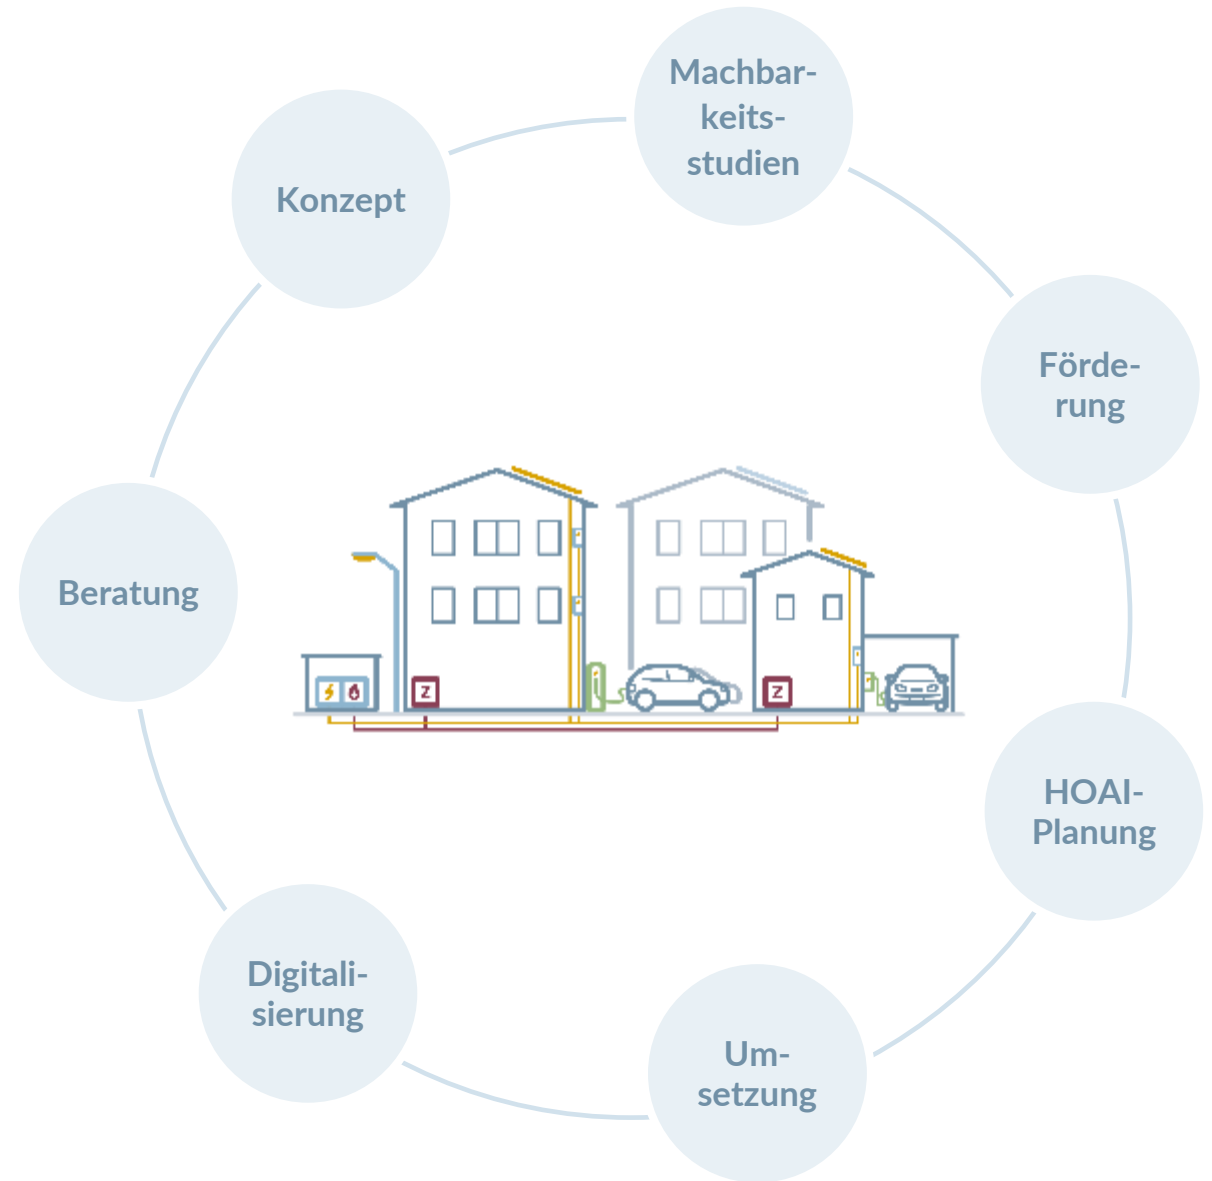 Machbar-
keits-
studien
Konzept
Förde-
rung
Beratung
HOAI-
Planung
Digitali-
sierung
Um-
setzung
Z
Z